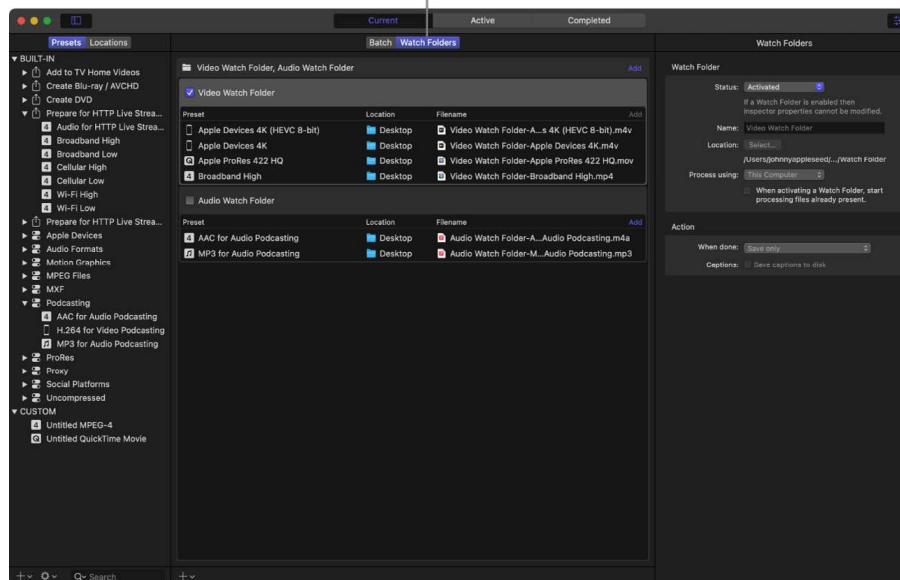 Current Active Completed
Presets Locations
Batch Watch Folders
Watch Folders
BUILT-IN
Add to TV Home Videos
Create Blu-ray / AVCHD
Create DVD
Prepare for HTTP Live Strea...
Audio for HTTP Live Strea...
Broadband High
Broadband Low
Cellular High
Cellular Low
Wi-Fi High
Wi-Fi Low
Prepare for HTTP Live Strea...
Apple Devices
Audio Formats
Motion Graphics
MPEG Files
MXF
Podcasting
AAC for Audio Podcasting
H.264 for Video Podcasting
MP3 for Audio Podcasting
ProRes
Proxy
Social Platforms
Uncompressed
CUSTOM
Untitled MPEG-4
Untitled QuickTime Movie
Search
Video Watch Folder, Audio Watch Folder Add
Video Watch Folder
Preset Location Filename Add
Apple Devices 4K (HEVC 8-bit) Desktop Video Watch Folder-A...s 4K (HEVC 8-bit).m4v
Apple Devices 4K Desktop Video Watch Folder-Apple Devices 4K.m4v
Apple ProRes 422 HQ Desktop Video Watch Folder-Apple ProRes 422 HQ.mov
Broadband High Desktop Video Watch Folder-Broadband High.mp4
Audio Watch Folder
Preset Location Filename Add
AAC for Audio Podcasting Desktop Audio Watch Folder-A...Audio Podcasting.m4a
MP3 for Audio Podcasting Desktop Audio Watch Folder-M...Audio Podcasting.mp3
Watch Folder
Status: Activated
If a Watch Folder is enabled then
inspector properties cannot be modified.
Name: Video Watch Folder
Location: Select...
/Users/johnnyappleseed/.../Watch Folder
Process using: This Computer
When activating a Watch Folder, start
processing files already present.
Action
When done: Save only
Captions: Save captions to disk